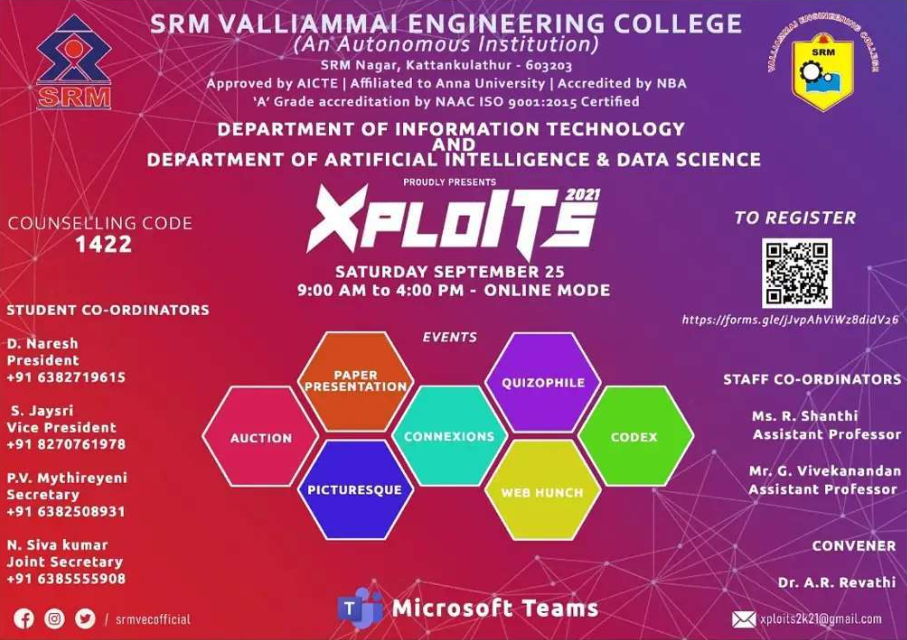 SRM VALLIAMMAI ENGINEERING COLLEGE
(An Autonomous Institution)
SRM Nagar, Kattankulathur - 603203
Approved by AICTE | Affiliated to Anna University | Accredited by NBA
'A' Grade accreditation by NAAC ISO 9001:2015 Certified
SRM
VALLIAMMAI ENGINEERING COLLEGE
SRM
DEPARTMENT OF INFORMATION TECHNOLOGY
AND
DEPARTMENT OF ARTIFICIAL INTELLIGENCE & DATA SCIENCE
PROUDLY PRESENTS
XPLOITS
2021
SATURDAY SEPTEMBER 25
9:00 AM to 4:00 PM - ONLINE MODE
COUNSELLING CODE
1422
TO REGISTER
https://forms.gle/jJvpAhViWz8didV26
STUDENT CO-ORDINATORS
D. Naresh
President
+91 6382719615
S. Jaysri
Vice President
+91 8270761978
P.V. Mythireyeni
Secretary
+91 6382508931
N. Siva kumar
Joint Secretary
+91 6385555908
EVENTS
PAPER
PRESENTATION
QUIZOPHILE
AUCTION
CONNEXIONS
CODEX
PICTURESQUE
WEB HUNCH
STAFF CO-ORDINATORS
Ms. R. Shanthi
Assistant Professor
Mr. G. Vivekanandan
Assistant Professor
CONVENER
Dr. A.R. Revathi
/ srmvecofficial
T
Microsoft Teams
xploits2k21@gmail.com